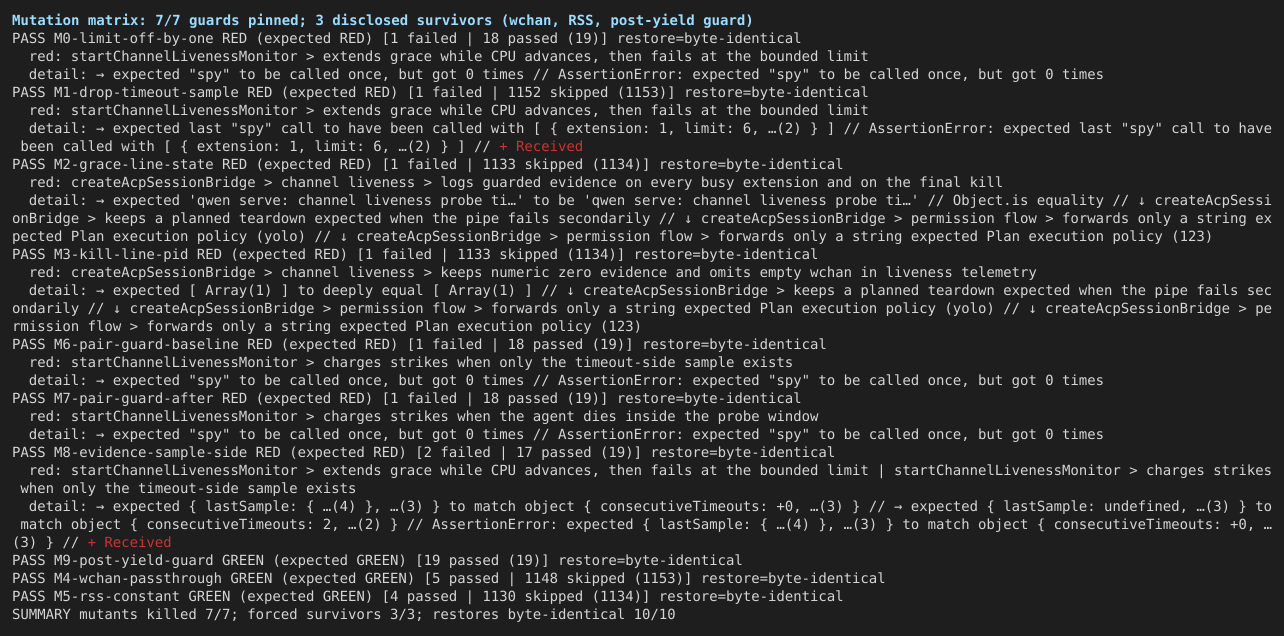 Mutation matrix: 7/7 guards pinned; 3 disclosed survivors (wchan, RSS, post-yield guard)
PASS M0-limit-off-by-one RED (expected RED) [1 failed | 18 passed (19)] restore=byte-identical
red: startChannelLivenessMonitor > extends grace while CPU advances, then fails at the bounded limit
detail: → expected "spy" to be called once, but got 0 times // AssertionError: expected "spy" to be called once, but got 0 times
PASS M1-drop-timeout-sample RED (expected RED) [1 failed | 1152 skipped (1153)] restore=byte-identical
red: startChannelLivenessMonitor > extends grace while CPU advances, then fails at the bounded limit
detail: → expected last "spy" call to have been called with [ { extension: 1, limit: 6, …(2) } ] // AssertionError: expected last "spy" call to have
been called with [ { extension: 1, limit: 6, …(2) } ] // + Received
PASS M2-grace-line-state RED (expected RED) [1 failed | 1133 skipped (1134)] restore=byte-identical
red: createAcpSessionBridge > channel liveness > logs guarded evidence on every busy extension and on the final kill
detail: → expected 'qwen serve: channel liveness probe ti…' to be 'qwen serve: channel liveness probe ti…' // Object.is equality // ↓ createAcpSessi
onBridge > keeps a planned teardown expected when the pipe fails secondarily // ↓ createAcpSessionBridge > permission flow > forwards only a string ex
pected Plan execution policy (yolo) // ↓ createAcpSessionBridge > permission flow > forwards only a string expected Plan execution policy (123)
PASS M3-kill-line-pid RED (expected RED) [1 failed | 1133 skipped (1134)] restore=byte-identical
red: createAcpSessionBridge > channel liveness > keeps numeric zero evidence and omits empty wchan in liveness telemetry
detail: → expected [ Array(1) ] to deeply equal [ Array(1) ] // ↓ createAcpSessionBridge > keeps a planned teardown expected when the pipe fails sec
ondarily // ↓ createAcpSessionBridge > permission flow > forwards only a string expected Plan execution policy (yolo) // ↓ createAcpSessionBridge > pe
rmission flow > forwards only a string expected Plan execution policy (123)
PASS M6-pair-guard-baseline RED (expected RED) [1 failed | 18 passed (19)] restore=byte-identical
red: startChannelLivenessMonitor > charges strikes when only the timeout-side sample exists
detail: → expected "spy" to be called once, but got 0 times // AssertionError: expected "spy" to be called once, but got 0 times
PASS M7-pair-guard-after RED (expected RED) [1 failed | 18 passed (19)] restore=byte-identical
red: startChannelLivenessMonitor > charges strikes when the agent dies inside the probe window
detail: → expected "spy" to be called once, but got 0 times // AssertionError: expected "spy" to be called once, but got 0 times
PASS M8-evidence-sample-side RED (expected RED) [2 failed | 17 passed (19)] restore=byte-identical
red: startChannelLivenessMonitor > extends grace while CPU advances, then fails at the bounded limit | startChannelLivenessMonitor > charges strikes
when only the timeout-side sample exists
detail: → expected { lastSample: { …(4) }, …(3) } to match object { consecutiveTimeouts: +0, …(3) } // → expected { lastSample: undefined, …(3) } to
match object { consecutiveTimeouts: 2, …(2) } // AssertionError: expected { lastSample: { …(4) }, …(3) } to match object { consecutiveTimeouts: +0, …
(3) } // + Received
PASS M9-post-yield-guard GREEN (expected GREEN) [19 passed (19)] restore=byte-identical
PASS M4-wchan-passthrough GREEN (expected GREEN) [5 passed | 1148 skipped (1153)] restore=byte-identical
PASS M5-rss-constant GREEN (expected GREEN) [4 passed | 1130 skipped (1134)] restore=byte-identical
SUMMARY mutants killed 7/7; forced survivors 3/3; restores byte-identical 10/10